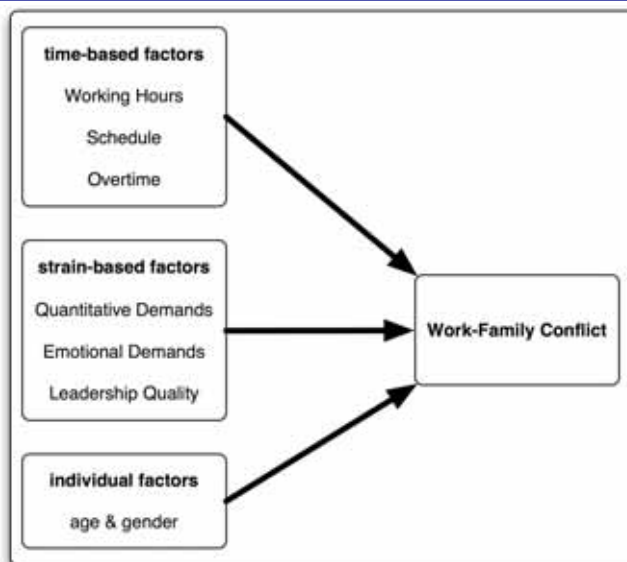 time-based factors
Working Hours
Schedule
Overtime
strain-based factors
Quantitative Demands
Emotional Demands
Leadership Quality
individual factors
age & gender
Work-Family Conflict